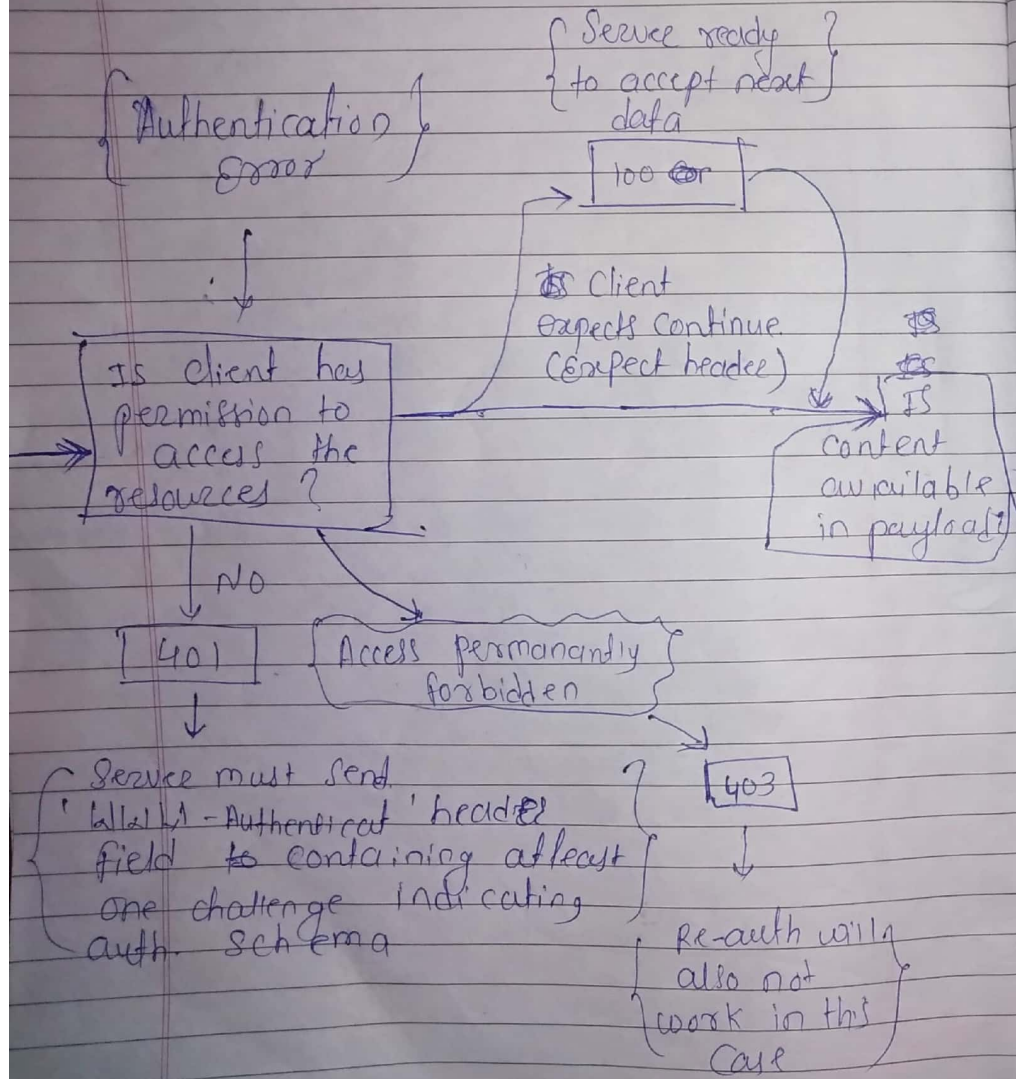 Service ready
to accept next
data
Authentication
Error
100
Client
expects continue
(Expect header)
Is client has
permission to
access the
resources ?
IS
content
available
in payload?
NO
401
Access permanantly
forbidden
403
Service must send
'WWW-Authenticat' header
field containing atleast
one challenge indicating
auth. schema
Re-auth will
also not
work in this
case